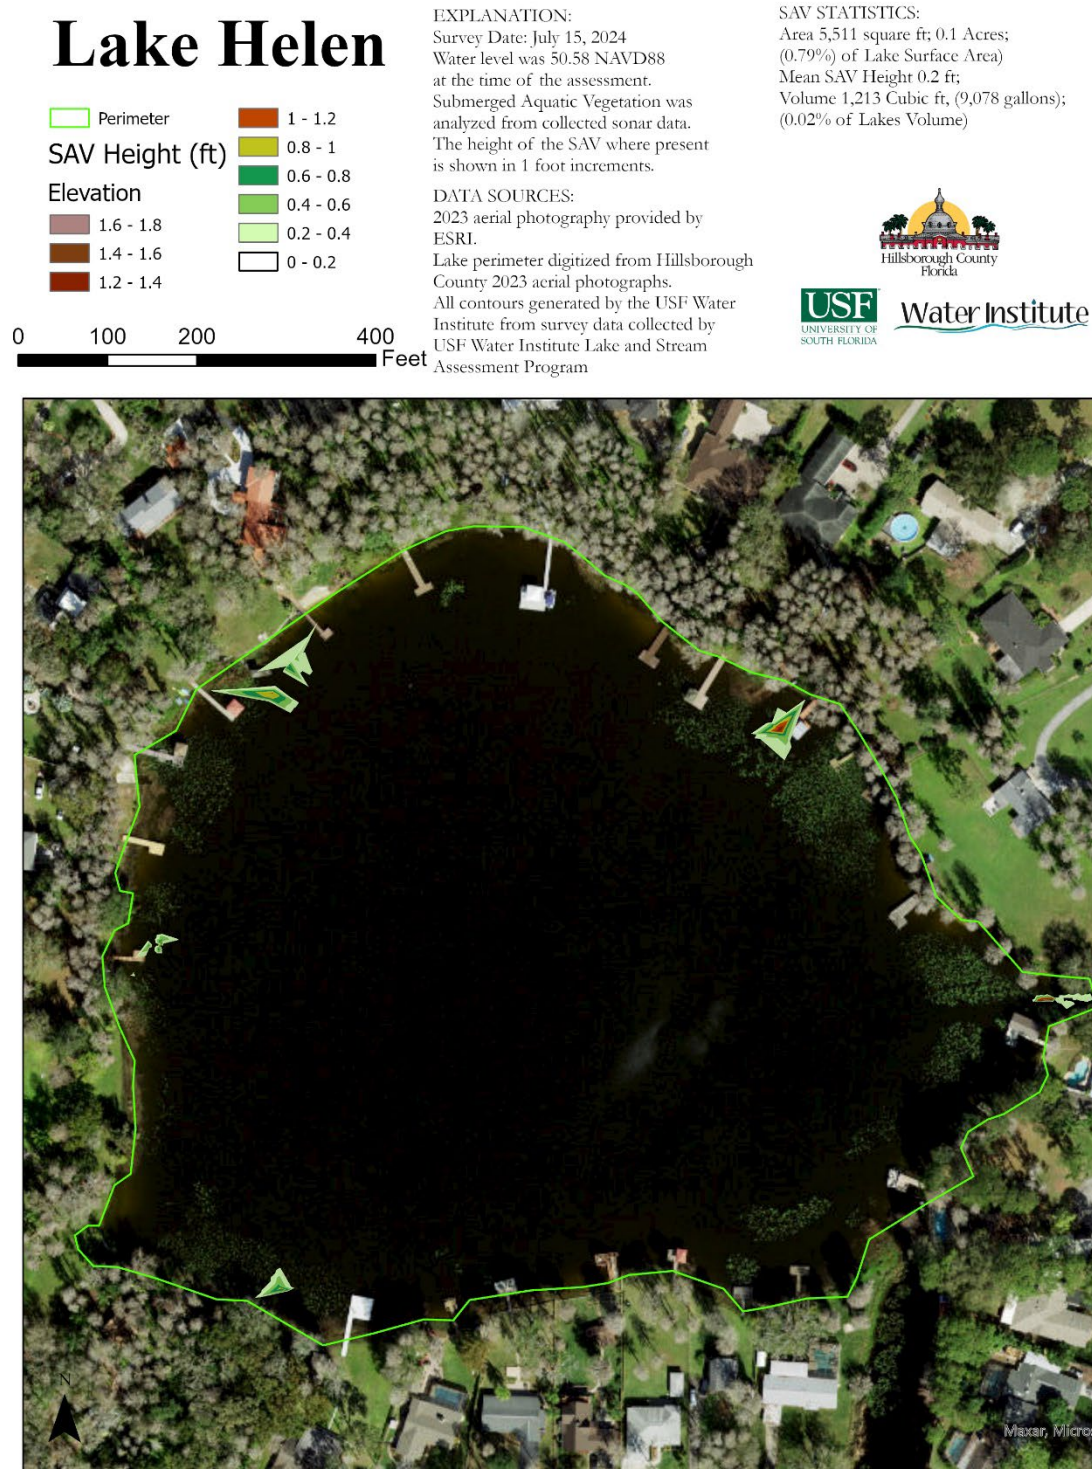 Lake Helen
Perimeter
SAV Height (ft)
Elevation
1.6 - 1.8
1.4 - 1.6
1.2 - 1.4
1 - 1.2
0.8 - 1
0.6 - 0.8
0.4 - 0.6
0.2 - 0.4
0 - 0.2
0 100 200 400
Feet
EXPLANATION:
Survey Date: July 15, 2024
Water level was 50.58 NAVD88
at the time of the assessment.
Submerged Aquatic Vegetation was
analyzed from collected sonar data.
The height of the SAV where present
is shown in 1 foot increments.
DATA SOURCES:
2023 aerial photography provided by
ESRI.
Lake perimeter digitized from Hillsborough
County 2023 aerial photographs.
All contours generated by the USF Water
Institute from survey data collected by
USF Water Institute Lake and Stream
Assessment Program
SAV STATISTICS:
Area 5,511 square ft; 0.1 Acres;
(0.79%) of Lake Surface Area)
Mean SAV Height 0.2 ft;
Volume 1,213 Cubic ft, (9,078 gallons);
(0.02% of Lakes Volume)
Hillsborough County
Florida
USF
UNIVERSITY OF
SOUTH FLORIDA
Water Institute
N
Maxar, Micros